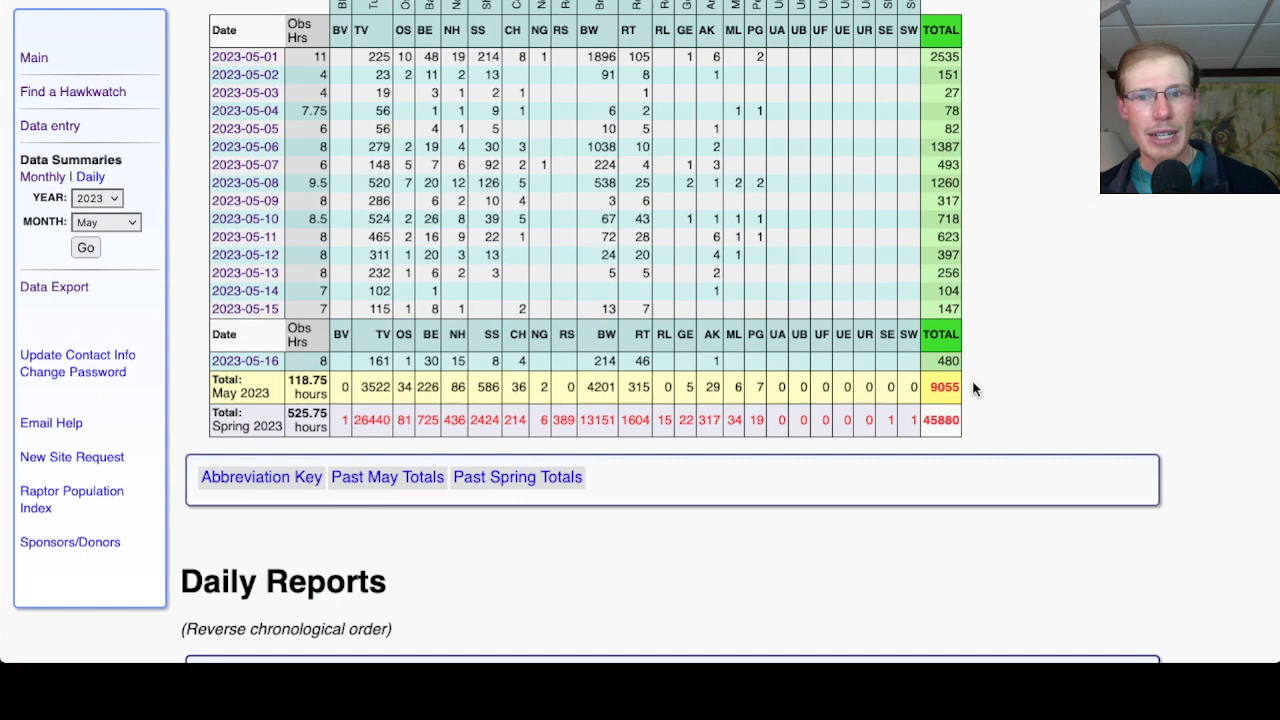 Date Obs Hrs BV TV OS BE NH SS CH NG RS BW RT RL GE AK ML PG UA UB UF UE UR SE SW TOTAL
2023-05-01 11 225 10 48 19 214 8 1 1896 105 1 6 2 2535
2023-05-02 4 23 2 11 2 13 91 8 1 151
2023-05-03 4 19 3 1 2 1 1 27
2023-05-04 7.75 56 1 1 9 1 6 2 1 1 78
2023-05-05 6 56 4 1 5 10 5 1 82
2023-05-06 8 279 2 19 4 30 3 1038 10 2 1387
2023-05-07 6 148 5 7 6 92 2 1 224 4 1 3 493
2023-05-08 9.5 520 7 20 12 126 5 538 25 2 1 2 2 1260
2023-05-09 8 286 6 2 10 4 3 6 317
2023-05-10 8.5 524 2 26 8 39 5 67 43 1 1 1 1 718
2023-05-11 8 465 2 16 9 22 1 72 28 6 1 1 623
2023-05-12 8 311 1 20 3 13 24 20 4 1 397
2023-05-13 8 232 1 6 2 3 5 5 2 256
2023-05-14 7 102 1 1 104
2023-05-15 7 115 1 8 1 2 13 7 147
Date Obs Hrs BV TV OS BE NH SS CH NG RS BW RT RL GE AK ML PG UA UB UF UE UR SE SW TOTAL
2023-05-16 8 161 1 30 15 8 4 214 46 1 480
Total: May 2023 118.75 hours 0 3522 34 226 86 586 36 2 0 4201 315 0 5 29 6 7 0 0 0 0 0 0 0 9055
Total: Spring 2023 525.75 hours 1 26440 81 725 436 2424 214 6 389 13151 1604 15 22 317 34 19 0 0 0 0 0 1 1 45880
Main
Find a Hawkwatch
Data entry
Data Summaries
Monthly | Daily
YEAR: 2023
MONTH: May
Go
Data Export
Update Contact Info
Change Password
Email Help
New Site Request
Raptor Population
Index
Sponsors/Donors
Abbreviation Key Past May Totals Past Spring Totals
Daily Reports
(Reverse chronological order)